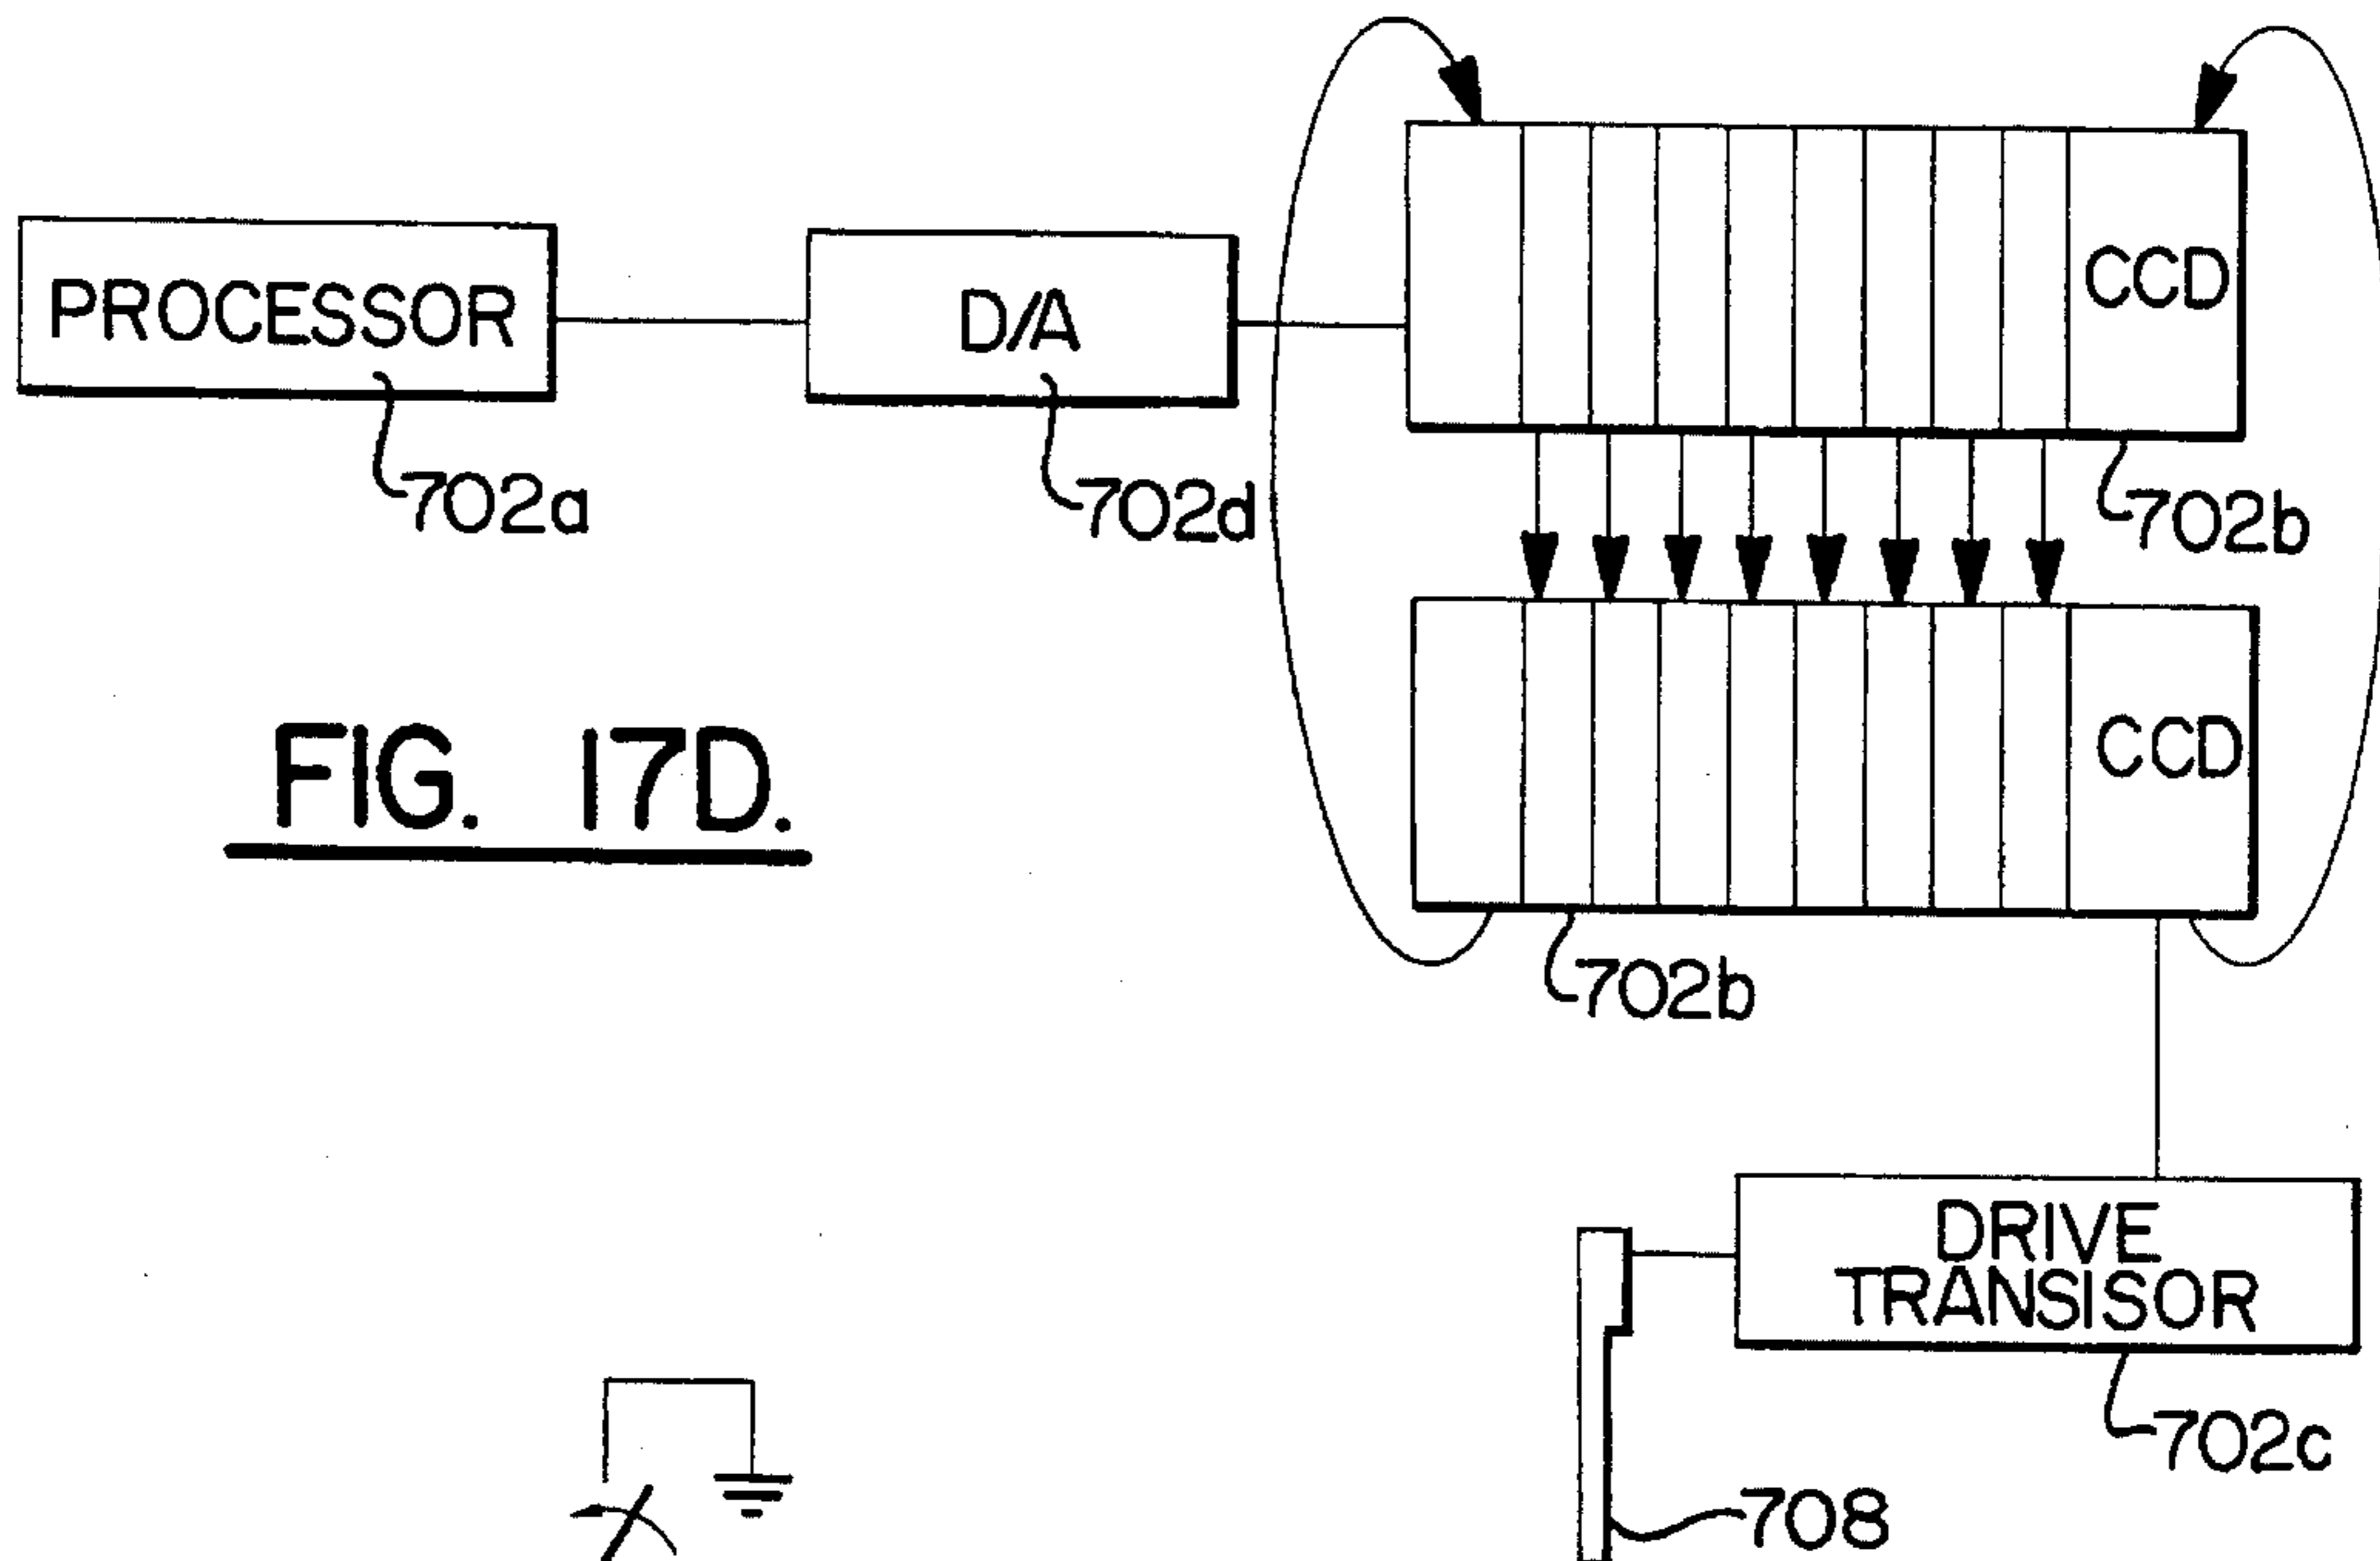 PROCESSOR
702a
D/A
702d
CCD
702b
CCD
702b
FIG. 17D.
DRIVE
TRANSISOR
702c
708